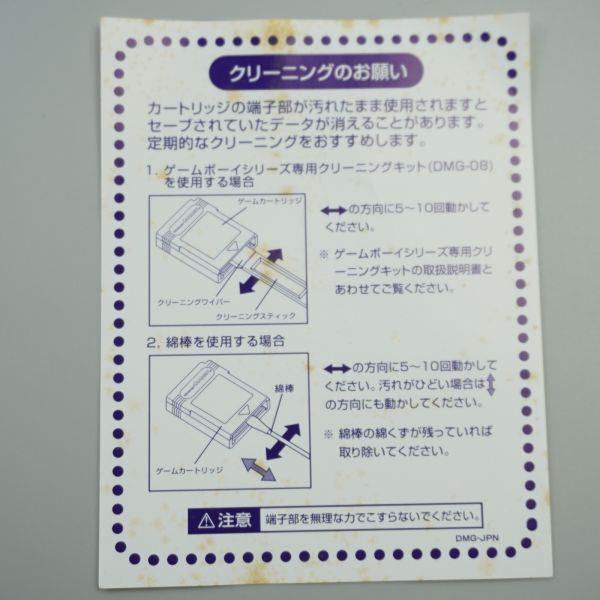 クリーニングのお願い
カートリッジの端子部が汚れたまま使用されますと
セーブされていたデータが消えることがあります。
定期的なクリーニングをおすすめします。
1. ゲームボーイシリーズ専用クリーニングキット(DMG-08)
を使用する場合
ゲームカートリッジ
クリーニングワイパー
クリーニングスティック
の方向に5〜10回動かして
ください。
※ ゲームボーイシリーズ専用クリ
ーニングキットの取扱説明書と
あわせてご覧ください。
2. 綿棒を使用する場合
綿棒
ゲームカートリッジ
の方向に5〜10回動かして
ください。汚れがひどい場合は
の方向にも動かしてください。
※ 綿棒の綿くずが残っていれば
取り除いてください。
注意 端子部を無理な力でこすらないでください。
DMG-JPN